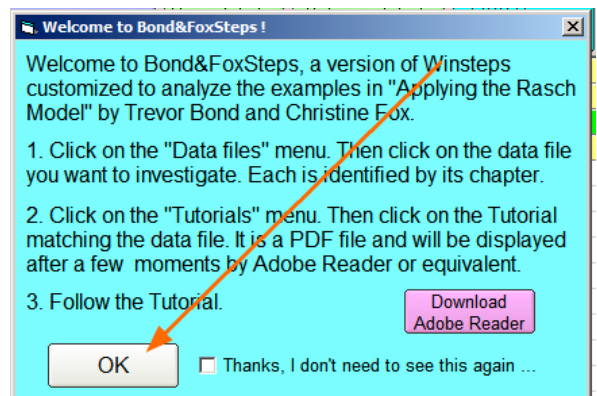 Welcome to Bond&FoxSteps !
Welcome to Bond&FoxSteps, a version of Winsteps
customized to analyze the examples in "Applying the Rasch
Model" by Trevor Bond and Christine Fox.
1. Click on the "Data files" menu. Then click on the data file
you want to investigate. Each is identified by its chapter.
2. Click on the "Tutorials" menu. Then click on the Tutorial
matching the data file. It is a PDF file and will be displayed
after a few moments by Adobe Reader or equivalent.
3. Follow the Tutorial.
Download
Adobe Reader
OK
Thanks, I don't need to see this again ...